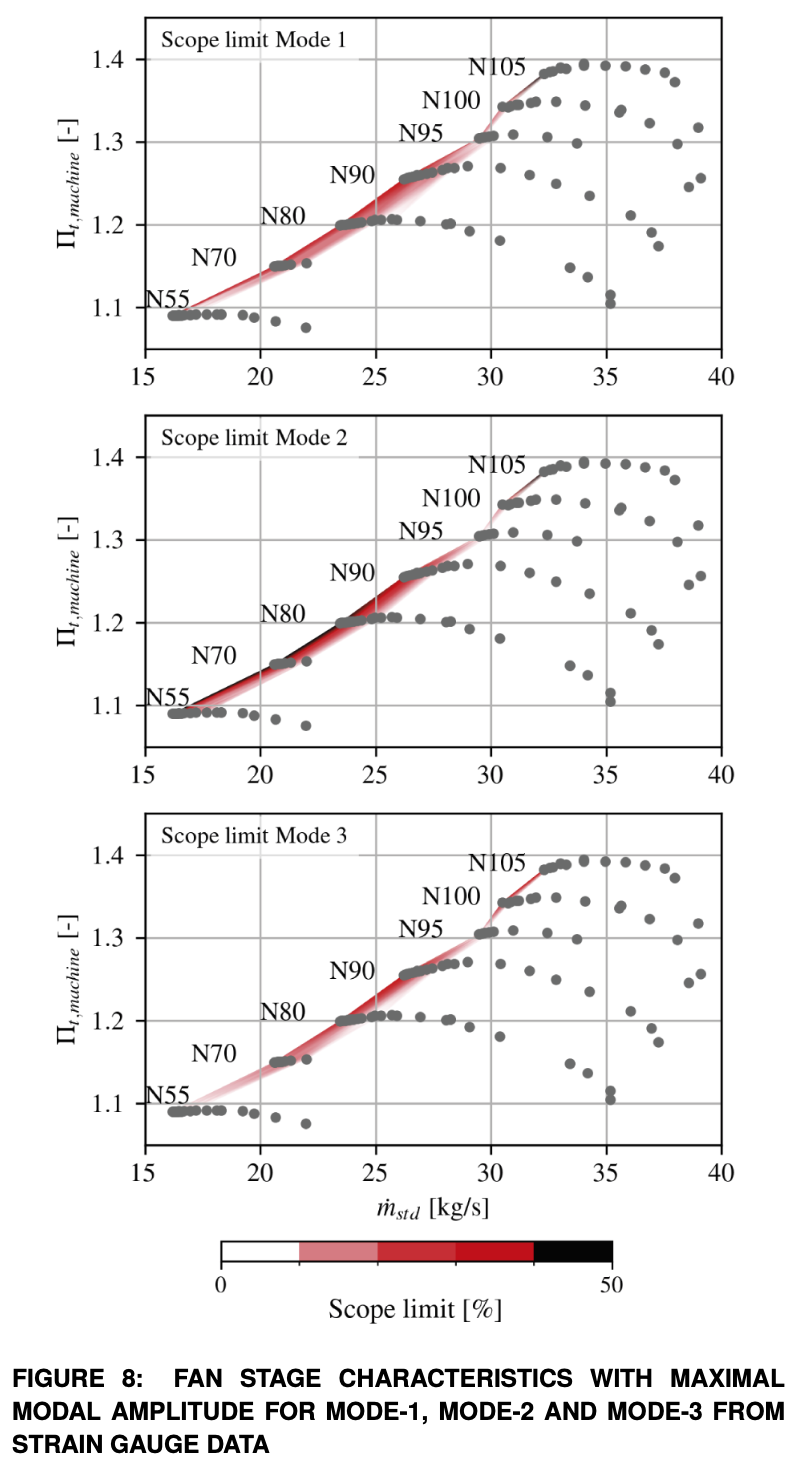 Scope limit Mode 1
1.4
1.3
1.2
1.1
Π_{t,machine} [-]
N105
N100
N95
N90
N80
N70
N55
15 20 25 30 35 40
Scope limit Mode 2
1.4
1.3
1.2
1.1
Π_{t,machine} [-]
N105
N100
N95
N90
N80
N70
N55
15 20 25 30 35 40
Scope limit Mode 3
1.4
1.3
1.2
1.1
Π_{t,machine} [-]
N105
N100
N95
N90
N80
N70
N55
15 20 25 30 35 40
ṁ_{std} [kg/s]
0 50
Scope limit [%]
FIGURE 8: FAN STAGE CHARACTERISTICS WITH MAXIMAL
MODAL AMPLITUDE FOR MODE-1, MODE-2 AND MODE-3 FROM
STRAIN GAUGE DATA